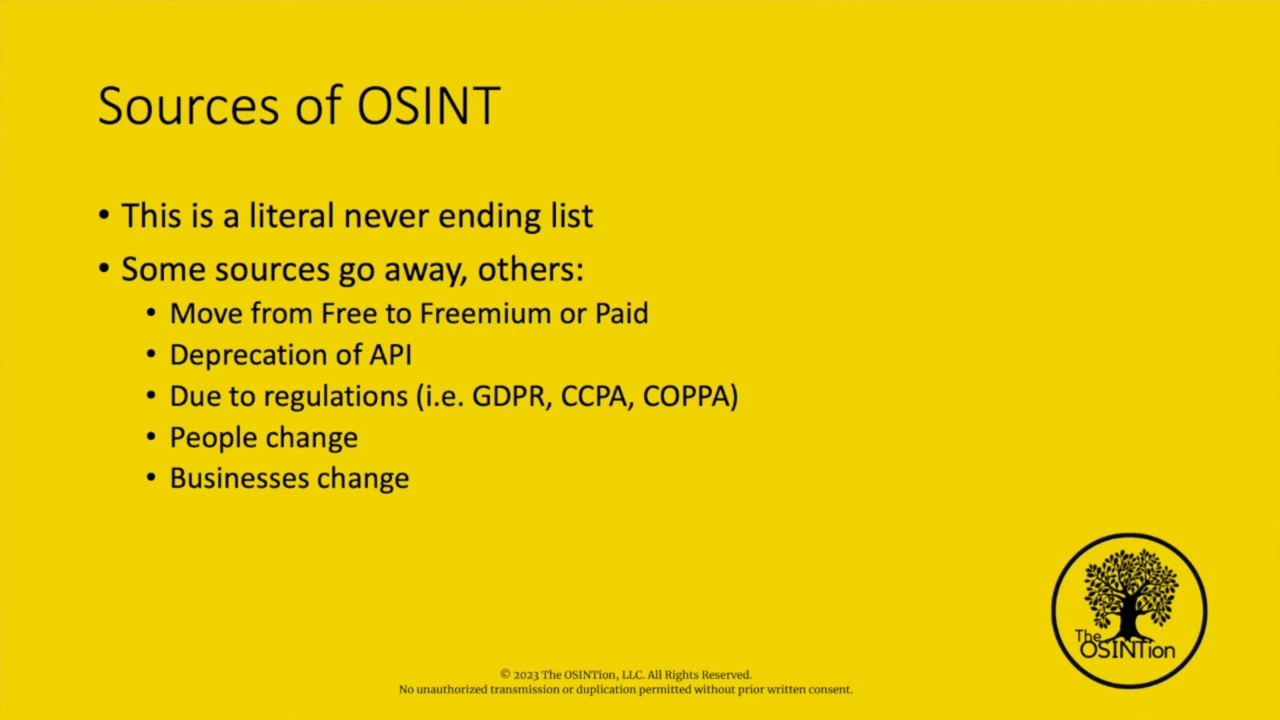 Sources of OSINT
• This is a literal never ending list
• Some sources go away, others:
• Move from Free to Freemium or Paid
• Deprecation of API
• Due to regulations (i.e. GDPR, CCPA, COPPA)
• People change
• Businesses change
The
OSINTion
© 2023 The OSINTion, LLC. All Rights Reserved.
No unauthorized transmission or duplication permitted without prior written consent.